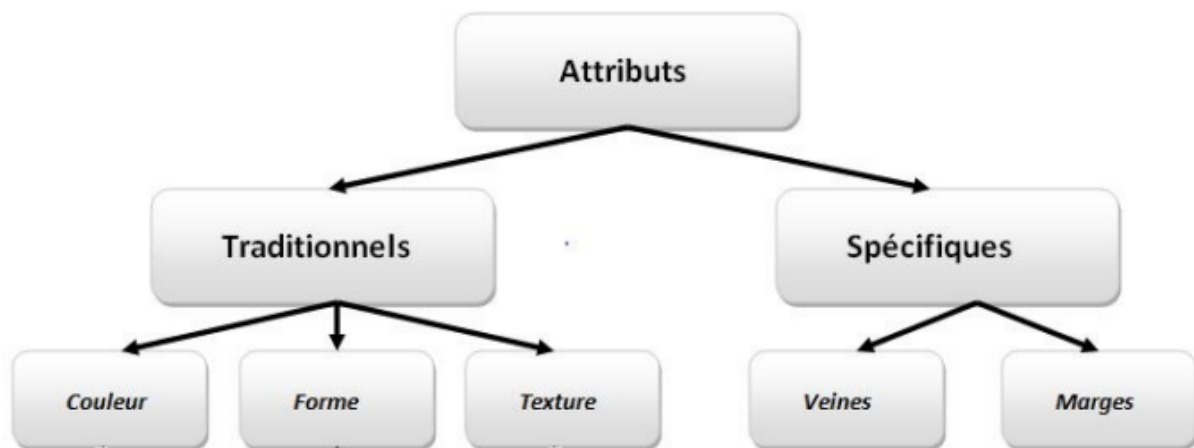 Attributs
Traditionnels
Spécifiques
Couleur
Forme
Texture
Veines
Marges